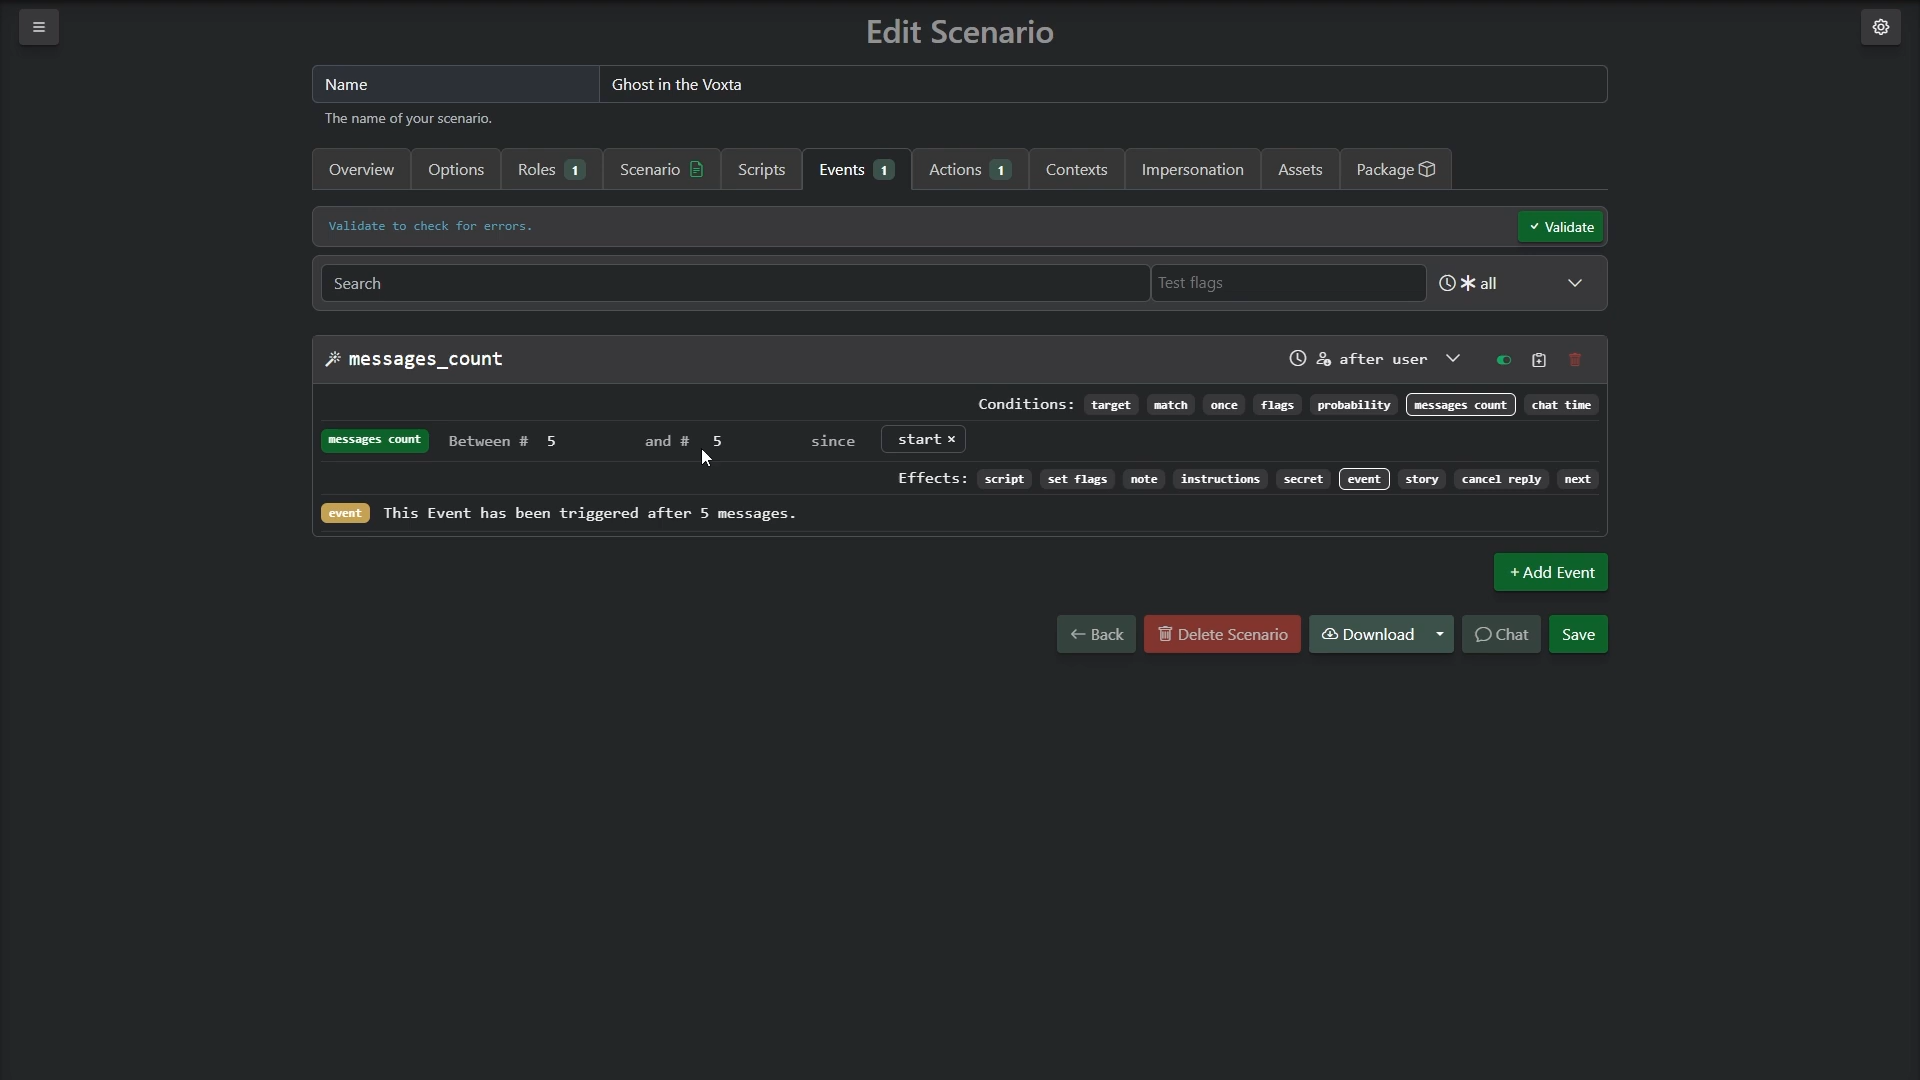 Edit Scenario
Name Ghost in the Voxta
The name of your scenario.
Overview Options Roles 1 Scenario Scripts Events 1 Actions 1 Contexts Impersonation Assets Package
Validate to check for errors. Validate
Search Test flags all
messages_count after user
Conditions: target match once flags probability messages count chat time
messages count Between # 5 and # 5 since start ×
Effects: script set flags note instructions secret event story cancel reply next
event This Event has been triggered after 5 messages.
+ Add Event
← Back Delete Scenario Download Chat Save